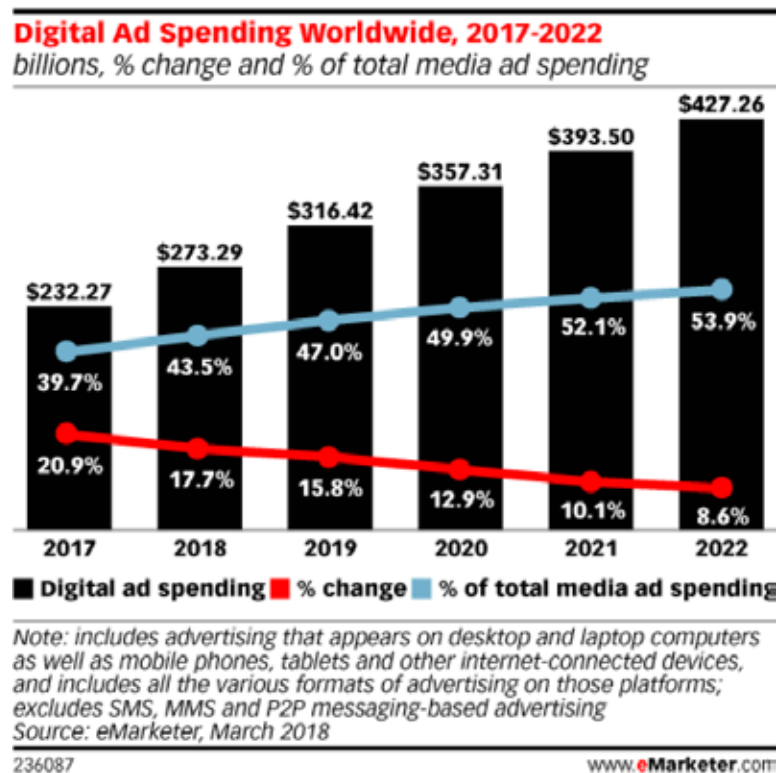 Digital Ad Spending Worldwide, 2017-2022
billions, % change and % of total media ad spending
$427.26
$393.50
$357.31
$316.42
$273.29
$232.27
39.7%
43.5%
47.0%
49.9%
52.1%
53.9%
20.9%
17.7%
15.8%
12.9%
10.1%
8.6%
2017 2018 2019 2020 2021 2022
Digital ad spending % change % of total media ad spending
Note: includes advertising that appears on desktop and laptop computers
as well as mobile phones, tablets and other internet-connected devices,
and includes all the various formats of advertising on those platforms;
excludes SMS, MMS and P2P messaging-based advertising
Source: eMarketer, March 2018
236087 www.eMarketer.com